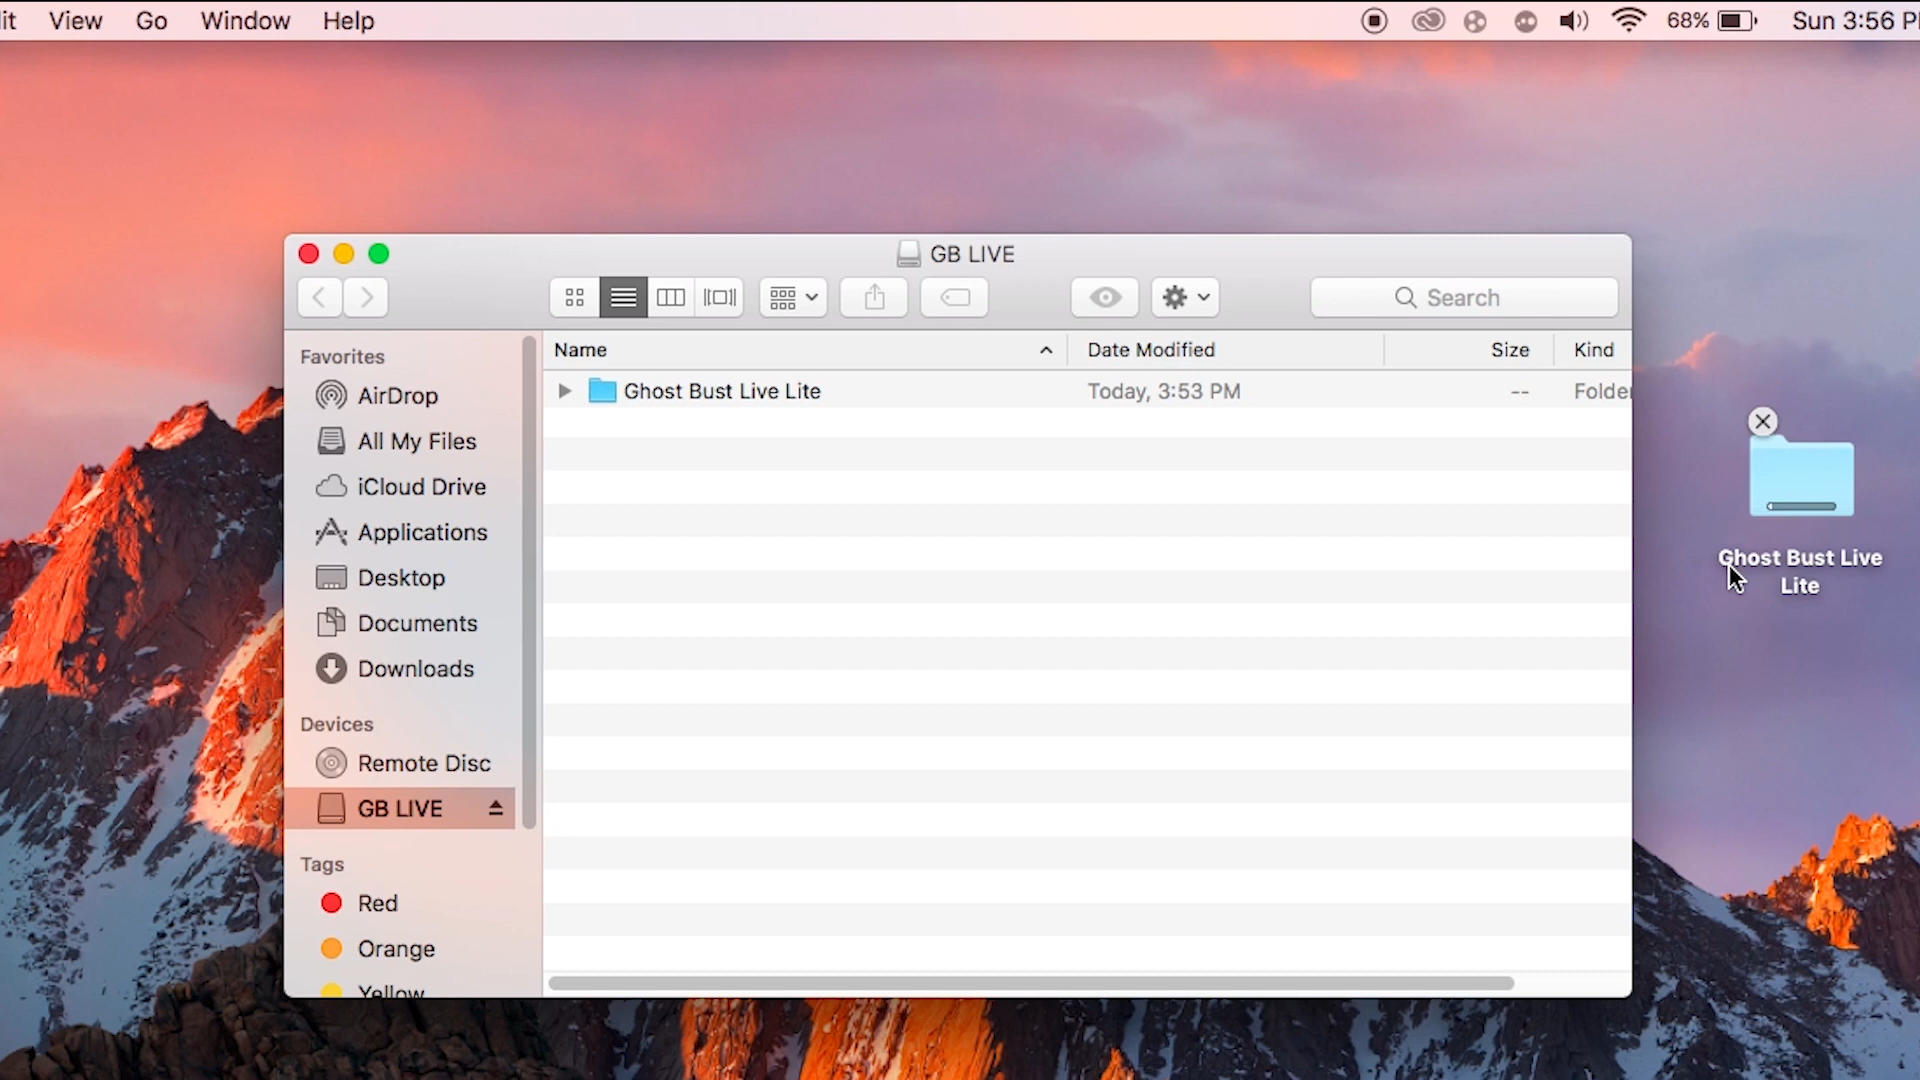 it View Go Window Help 68% Sun 3:56 P
GB LIVE
Search
Favorites
AirDrop
All My Files
iCloud Drive
Applications
Desktop
Documents
Downloads
Devices
Remote Disc
GB LIVE
Tags
Red
Orange
Yellow
Name Date Modified Size Kind
Ghost Bust Live Lite Today, 3:53 PM -- Folder
Ghost Bust Live
Lite